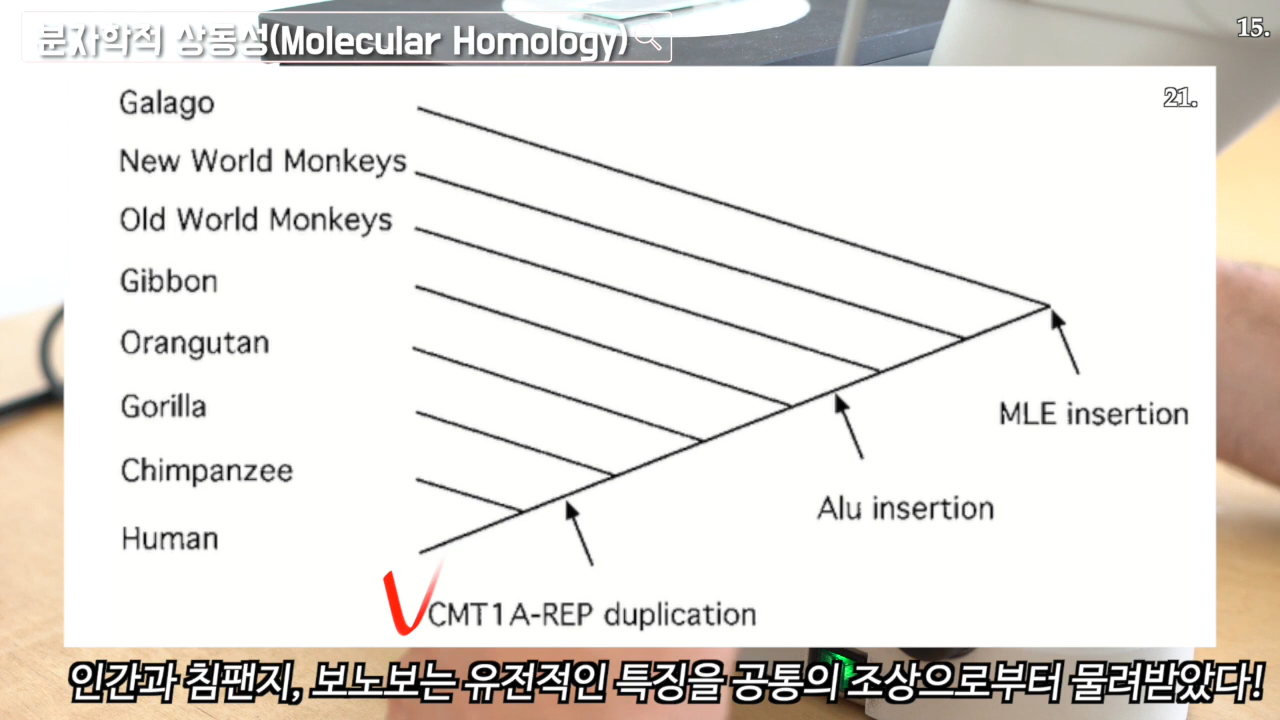 분자학적 상동성(Molecular Homology)
15.
21.
Galago
New World Monkeys
Old World Monkeys
Gibbon
Orangutan
Gorilla
Chimpanzee
Human
MLE insertion
Alu insertion
CMT1A-REP duplication
인간과 침팬지, 보노보는 유전적인 특징을 공통의 조상으로부터 물려받았다!